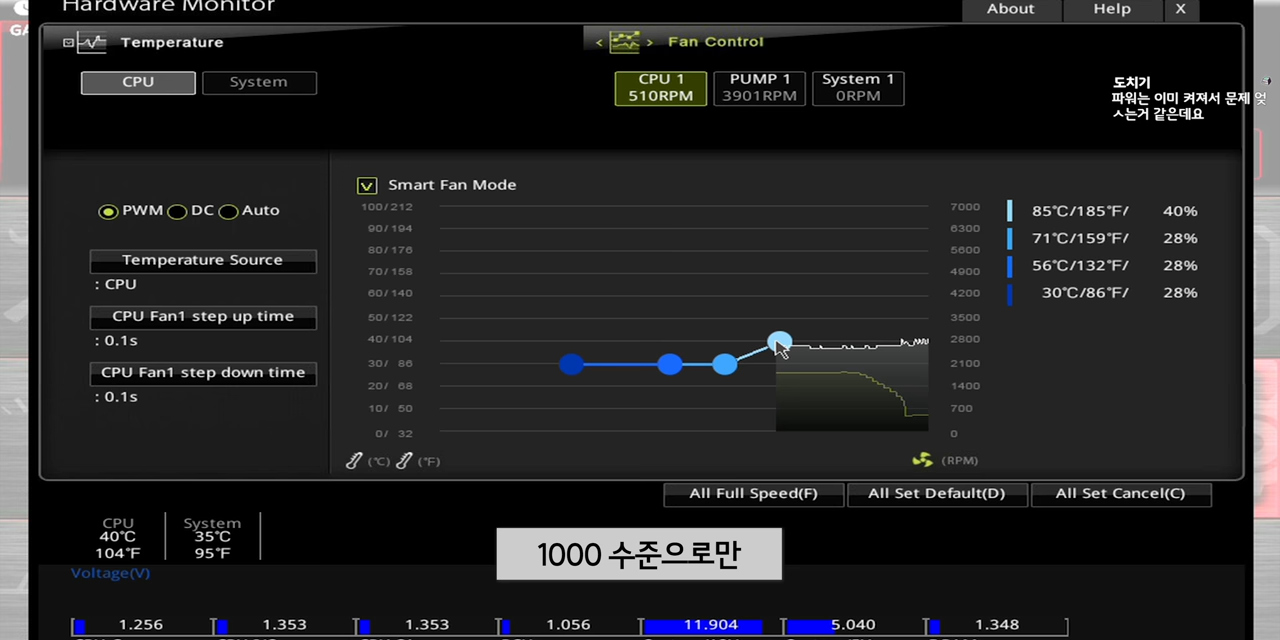 Hardware Monitor
About
Help
X
GA
Temperature
< > Fan Control
CPU
System
CPU 1
510RPM
PUMP 1
3901RPM
System 1
0RPM
도치기
파워는 이미 켜져서 문제 엊
ㅅ는거 같은데요
Smart Fan Mode
PWM DC Auto
Temperature Source
: CPU
CPU Fan1 step up time
: 0.1s
CPU Fan1 step down time
: 0.1s
100/212 7000
90/194 6300
80/176 5600
70/158 4900
60/140 4200
50/122 3500
40/104 2800
30/ 86 2100
20/ 68 1400
10/ 50 700
0/ 32 0
(℃) (℉) (RPM)
85℃/185℉/ 40%
71℃/159℉/ 28%
56℃/132℉/ 28%
30℃/86℉/ 28%
All Full Speed(F)
All Set Default(D)
All Set Cancel(C)
CPU
40℃
104℉
System
35℃
95℉
1000 수준으로만
Voltage(V)
1.256 1.353 1.353 1.056 11.904 5.040 1.348